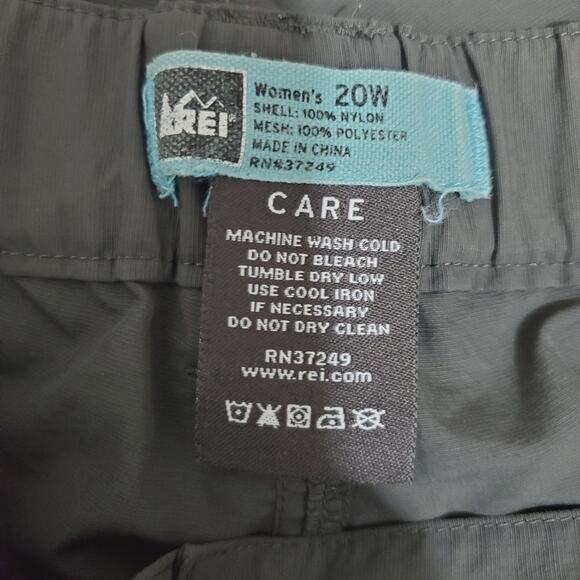 REI
Women's 20W
SHELL: 100% NYLON
MESH: 100% POLYESTER
MADE IN CHINA
RN#37249
CARE
MACHINE WASH COLD
DO NOT BLEACH
TUMBLE DRY LOW
USE COOL IRON
IF NECESSARY
DO NOT DRY CLEAN
RN37249
www.rei.com